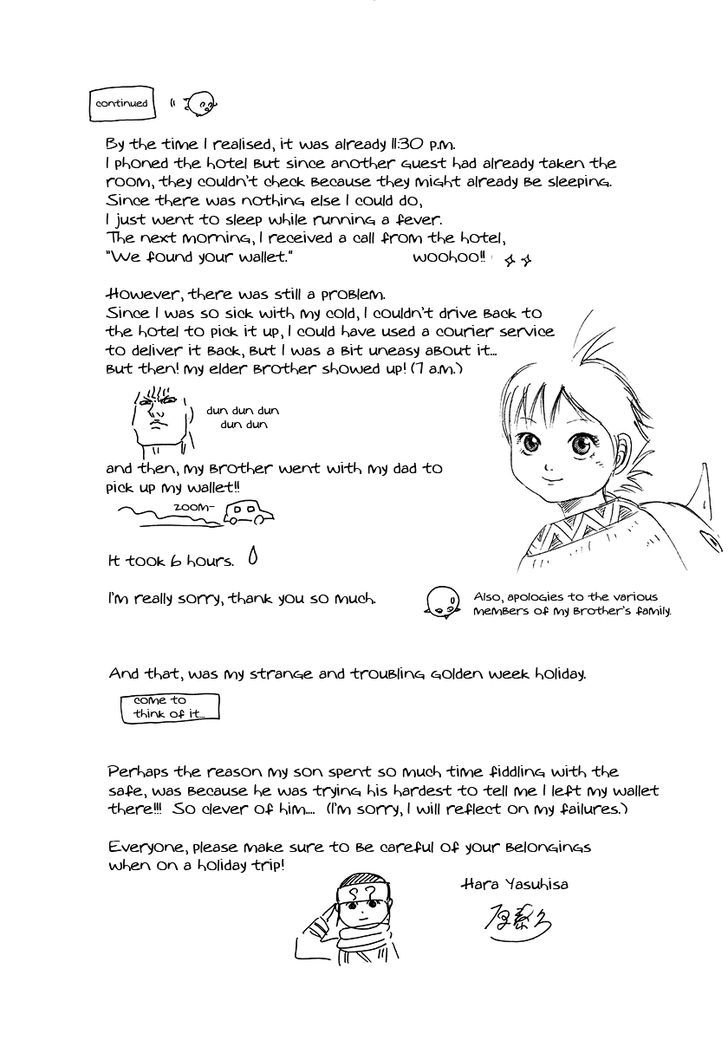 continued
By the time I realised, it was already 11:30 p.m.
I phoned the hotel but since another guest had already taken the
room, they couldn't check because they might already be sleeping.
Since there was nothing else I could do,
I just went to sleep while running a fever.
The next morning, I received a call from the hotel,
"We found your wallet." woohoo!!
However, there was still a problem.
Since I was so sick with my cold, I couldn't drive back to
the hotel to pick it up, I could have used a courier service
to deliver it back, but I was a bit uneasy about it...
But then! my elder brother showed up! (7 a.m.)
dun dun dun
dun dun
and then, my brother went with my dad to
pick up my wallet!!
zoom~
It took 6 hours.
I'm really sorry, thank you so much.
Also, apologies to the various
members of my brother's family.
And that, was my strange and troubling Golden Week holiday.
come to
think of it...
Perhaps the reason my son spent so much time fiddling with the
safe, was because he was trying his hardest to tell me I left my wallet
there!!! So clever of him.... (I'm sorry, I will reflect on my failures.)
Everyone, please make sure to be careful of your belongings
when on a holiday trip!
Hara Yasuhisa
原泰久